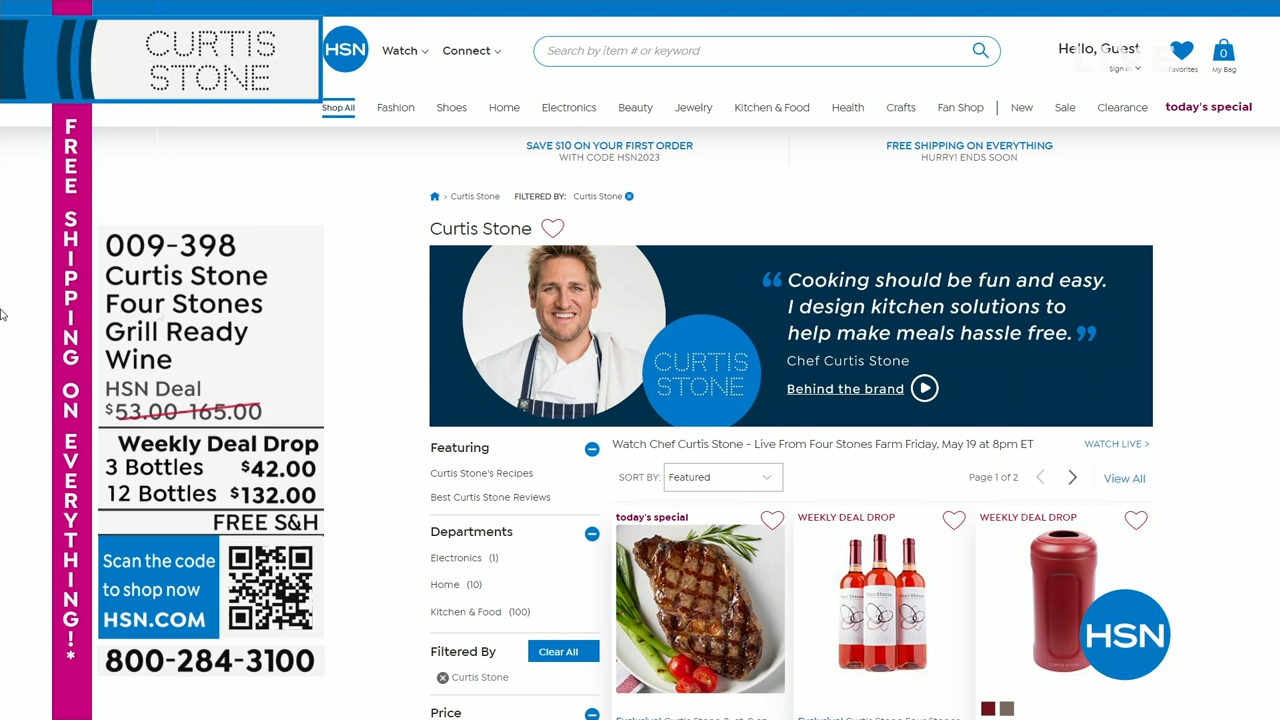 CURTIS
STONE
HSN
Watch
Connect
Search by item # or keyword
Hello, Guest
Sign in
Favorites
0
My Bag
Shop All
Fashion
Shoes
Home
Electronics
Beauty
Jewelry
Kitchen & Food
Health
Crafts
Fan Shop
New
Sale
Clearance
today's special
FREE SHIPPING ON EVERYTHING!*
SAVE $10 ON YOUR FIRST ORDER
WITH CODE HSN2023
FREE SHIPPING ON EVERYTHING
HURRY! ENDS SOON
> Curtis Stone
FILTERED BY: Curtis Stone
Curtis Stone
009-398
Curtis Stone
Four Stones
Grill Ready
Wine
HSN Deal
$53.00-165.00
Weekly Deal Drop
3 Bottles $42.00
12 Bottles $132.00
FREE S&H
Scan the code
to shop now
HSN.COM
800-284-3100
CURTIS
STONE
“Cooking should be fun and easy.
I design kitchen solutions to
help make meals hassle free.”
Chef Curtis Stone
Behind the brand
Featuring
Curtis Stone's Recipes
Best Curtis Stone Reviews
Departments
Electronics (1)
Home (10)
Kitchen & Food (100)
Filtered By
Clear All
Curtis Stone
Price
Watch Chef Curtis Stone - Live From Four Stones Farm Friday, May 19 at 8pm ET
WATCH LIVE >
SORT BY: Featured
Page 1 of 2
View All
today's special
WEEKLY DEAL DROP
WEEKLY DEAL DROP
HSN